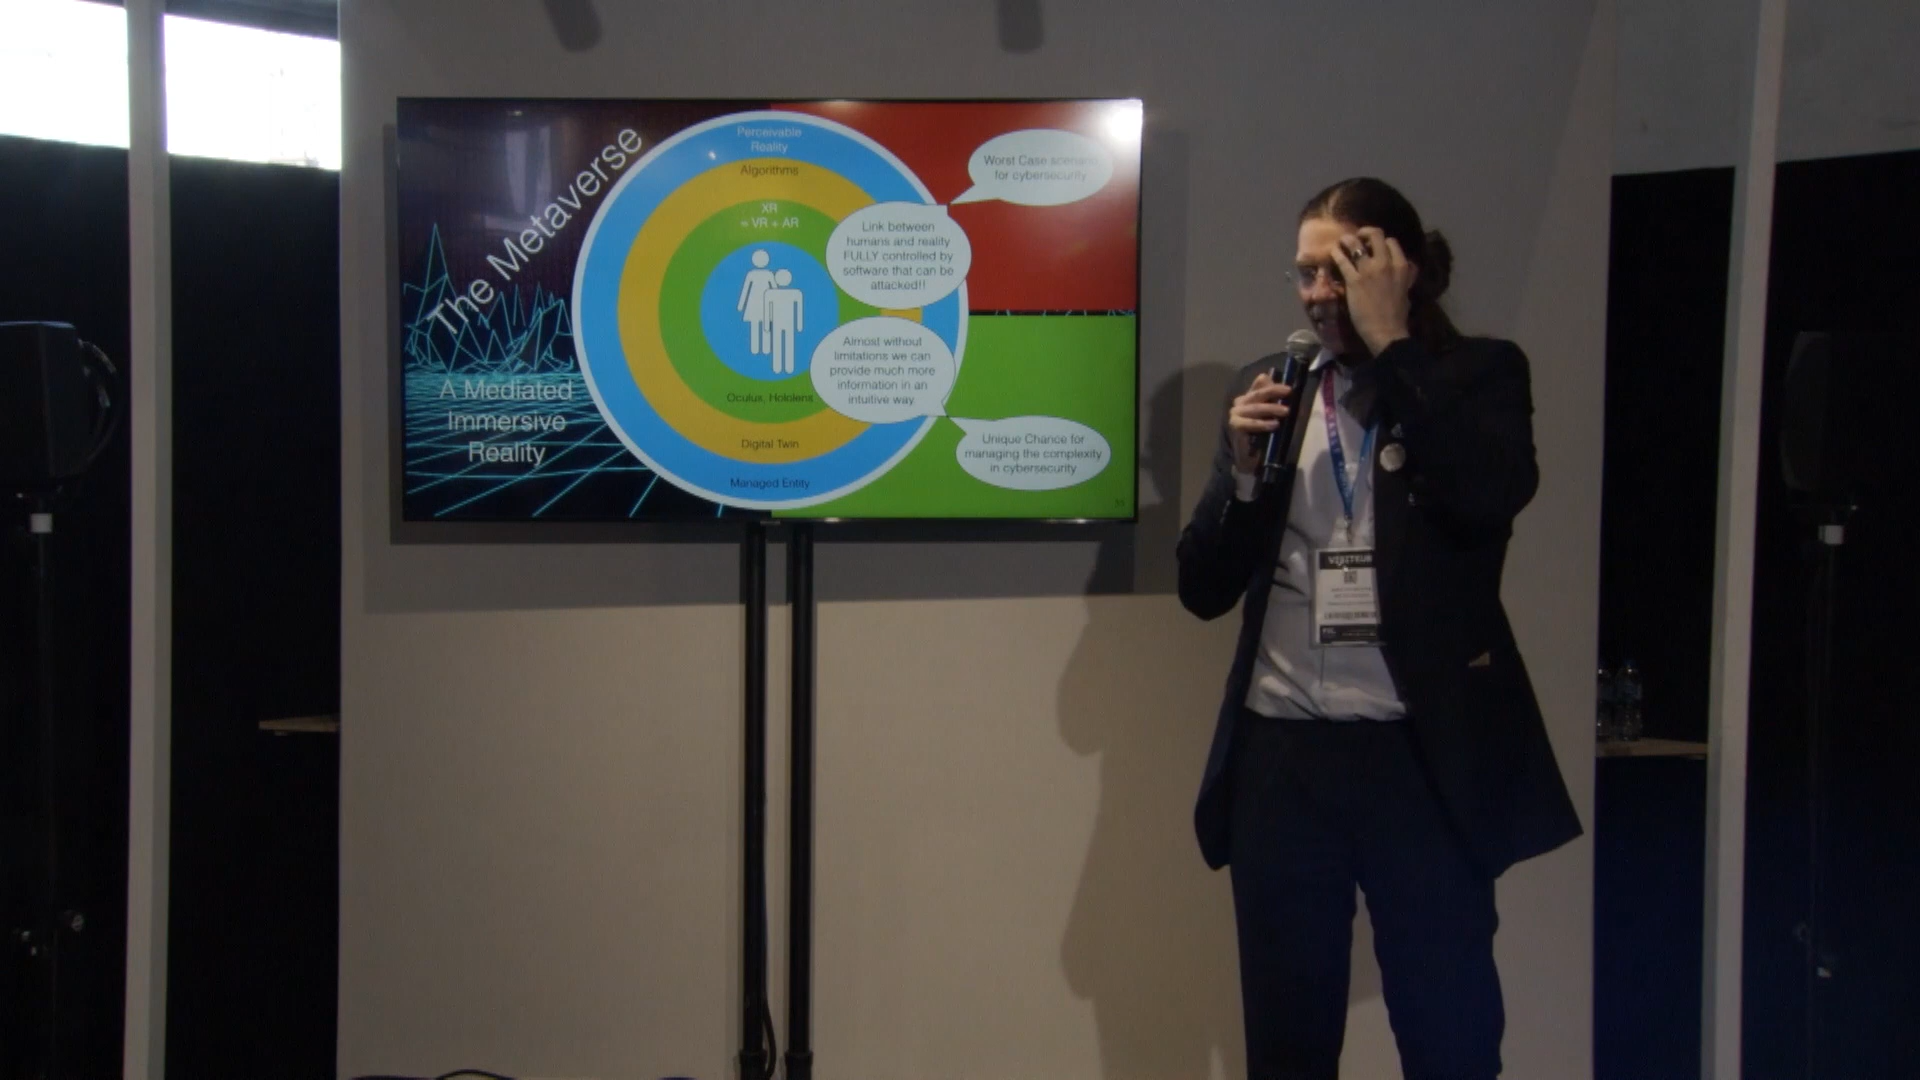 The Metaverse
A Mediated
Immersive
Reality
Perceivable
Reality
Algorithms
XR
= VR + AR
Oculux, Hololens
Digital Twin
Managed Entity
Worst Case scenario
for cybersecurity
Link between
humans and reality
FULLY controlled by
software that can be
attacked!!
Almost without
limitations we can
provide much more
information in an
intuitive way.
Unique Chance for
managing the complexity
in cybersecurity
VISITEUR